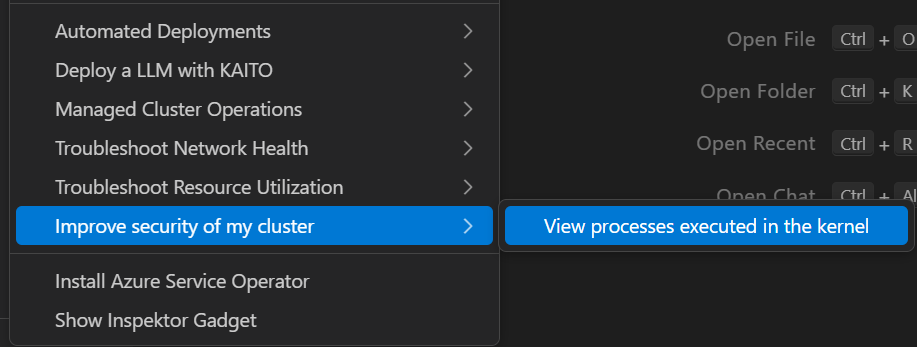 Automated Deployments
Deploy a LLM with KAITO
Managed Cluster Operations
Troubleshoot Network Health
Troubleshoot Resource Utilization
Improve security of my cluster
View processes executed in the kernel
Install Azure Service Operator
Show Inspektor Gadget
Open File Ctrl + O
Open Folder Ctrl + K
Open Recent Ctrl + R
Open Chat Ctrl + Al